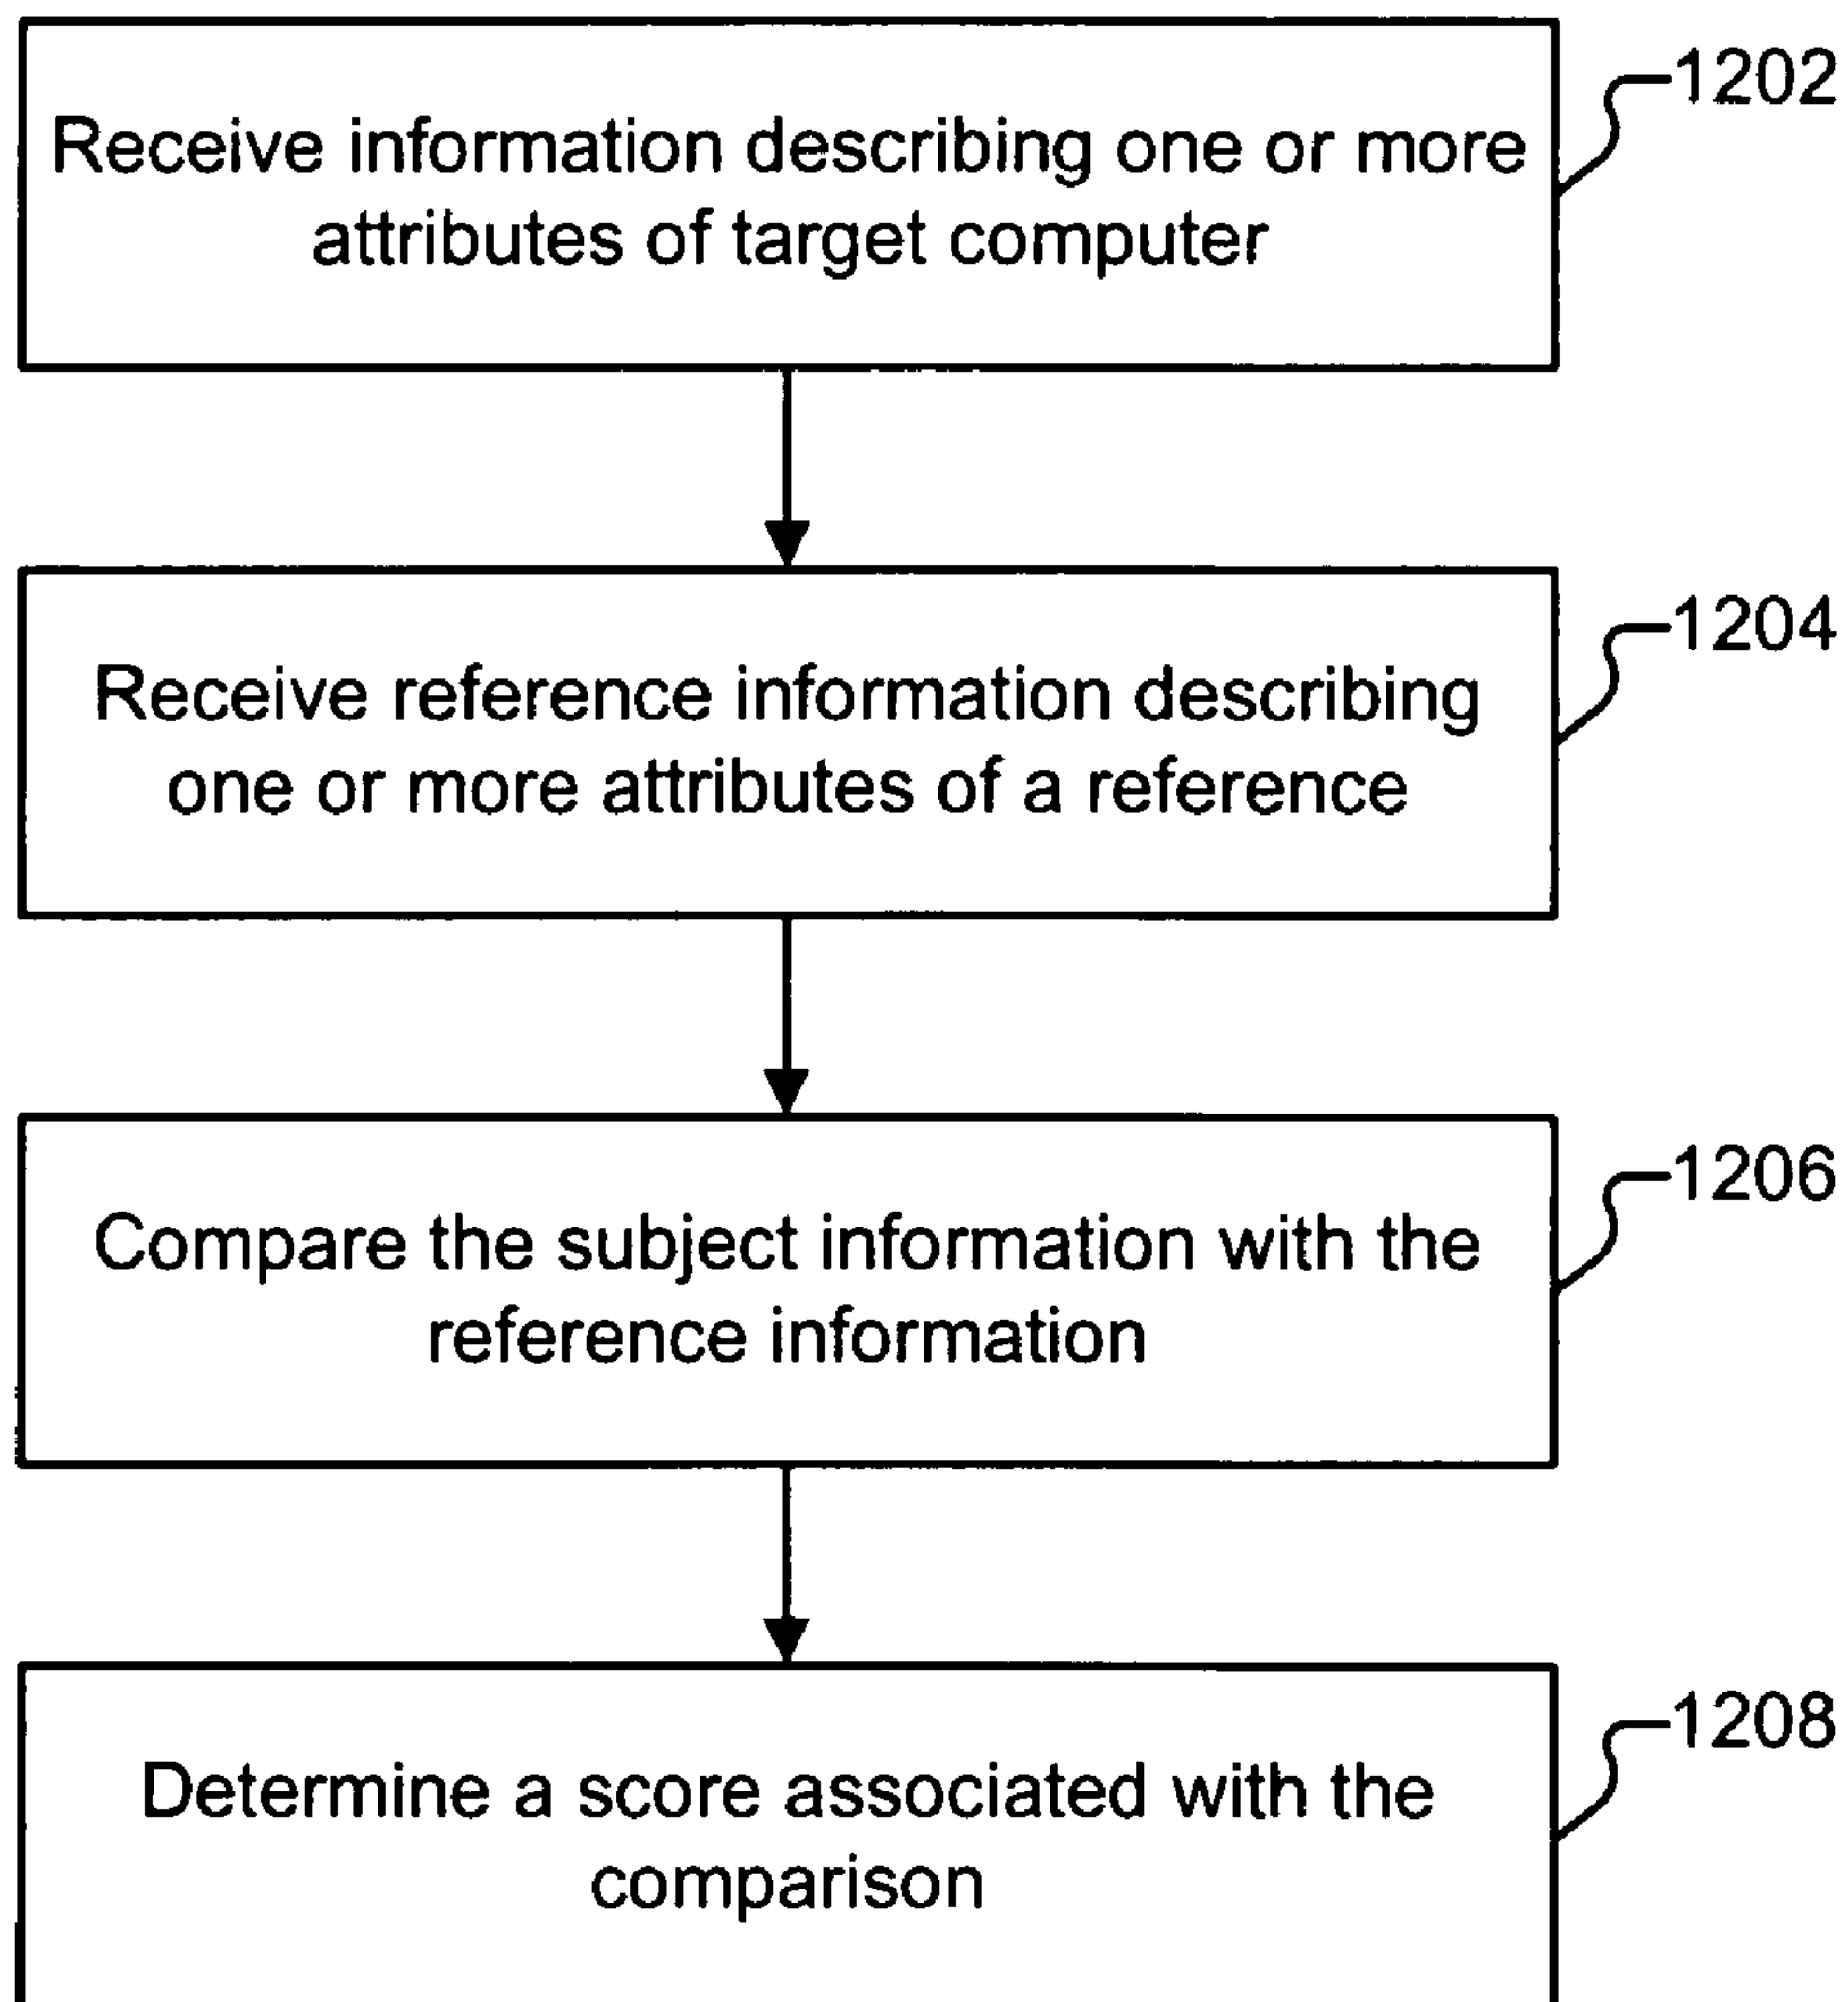 1202
Receive information describing one or more
attributes of target computer
1204
Receive reference information describing
one or more attributes of a reference
1206
Compare the subject information with the
reference information
1208
Determine a score associated with the
comparison